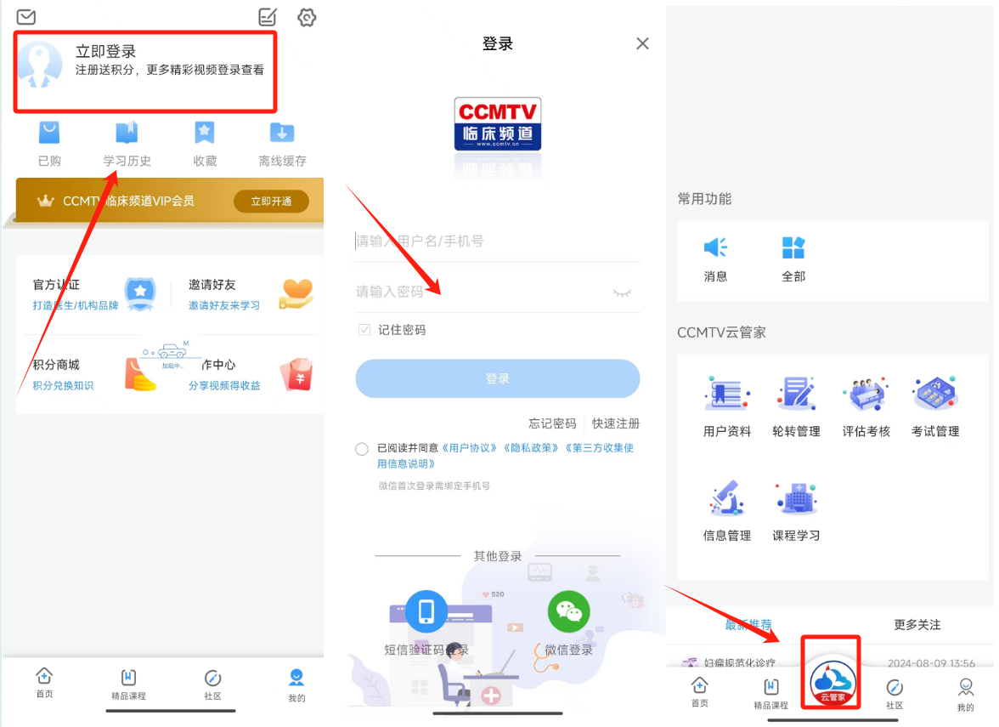 立即登录
注册送积分，更多精彩视频登录查看
已购
学习历史
收藏
离线缓存
CCMTV临床频道VIP会员
立即开通
官方认证
打造医生/机构品牌
邀请好友
邀请好友来学习
M
加载中...
积分商城
积分兑换知识
作中心
分享视频得收益
首页
精品课程
社区
我的
登录
CCMTV
临床频道
www.ccmtv.cn
请输入用户名/手机号
请输入密码
记住密码
登录
忘记密码
快速注册
已阅读并同意《用户协议》《隐私政策》《第三方收集使
用信息说明》
微信首次登录需绑定手机号
其他登录
520
短信验证码登录
微信登录
常用功能
消息
全部
CCMTV云管家
用户资料
轮转管理
评估考核
考试管理
信息管理
课程学习
最新推荐
更多关注
妇瘤规范化诊疗
2024-08-09 13:56
首页
精品课程
云管家
社区
我的